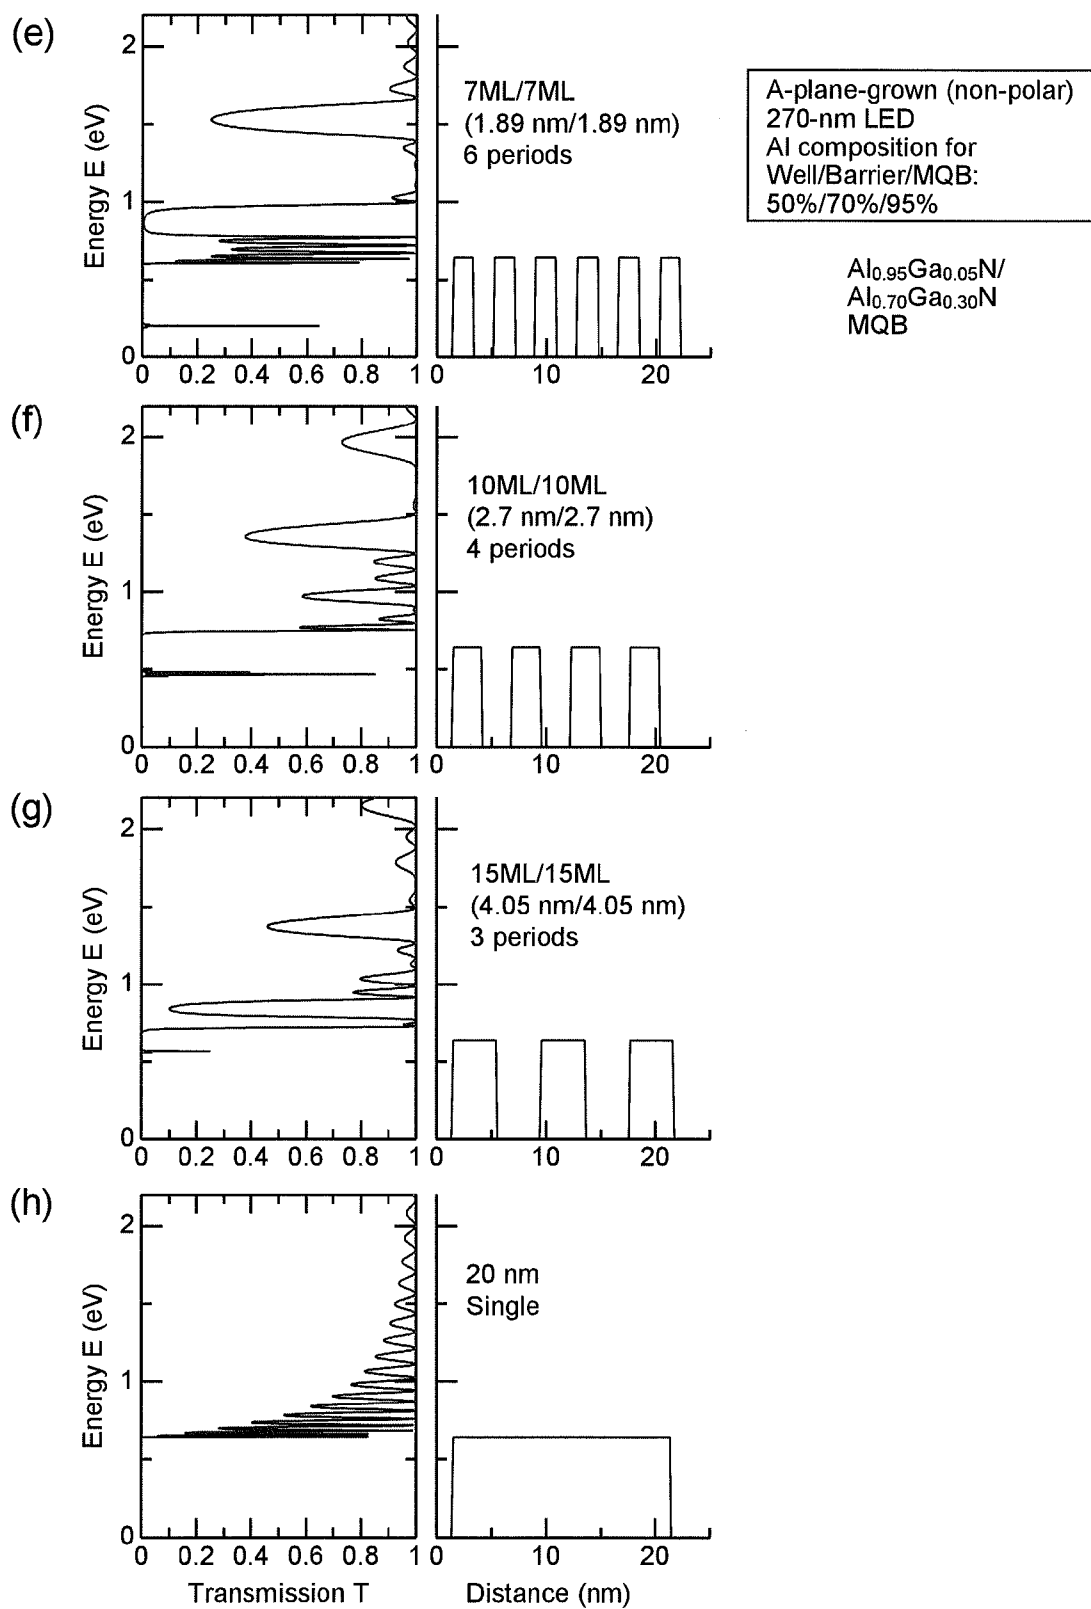 (e)
2
1
0
Energy E (eV)
0 0.2 0.4 0.6 0.8 1
7ML/7ML
(1.89 nm/1.89 nm)
6 periods
0 10 20
A-plane-grown (non-polar)
270-nm LED
Al composition for
Well/Barrier/MQB:
50%/70%/95%
Al0.95Ga0.05N/
Al0.70Ga0.30N
MQB
(f)
2
1
0
Energy E (eV)
0 0.2 0.4 0.6 0.8 1
10ML/10ML
(2.7 nm/2.7 nm)
4 periods
0 10 20
(g)
2
1
0
Energy E (eV)
0 0.2 0.4 0.6 0.8 1
15ML/15ML
(4.05 nm/4.05 nm)
3 periods
0 10 20
(h)
2
1
0
Energy E (eV)
0 0.2 0.4 0.6 0.8 1
Transmission T
20 nm
Single
0 10 20
Distance (nm)